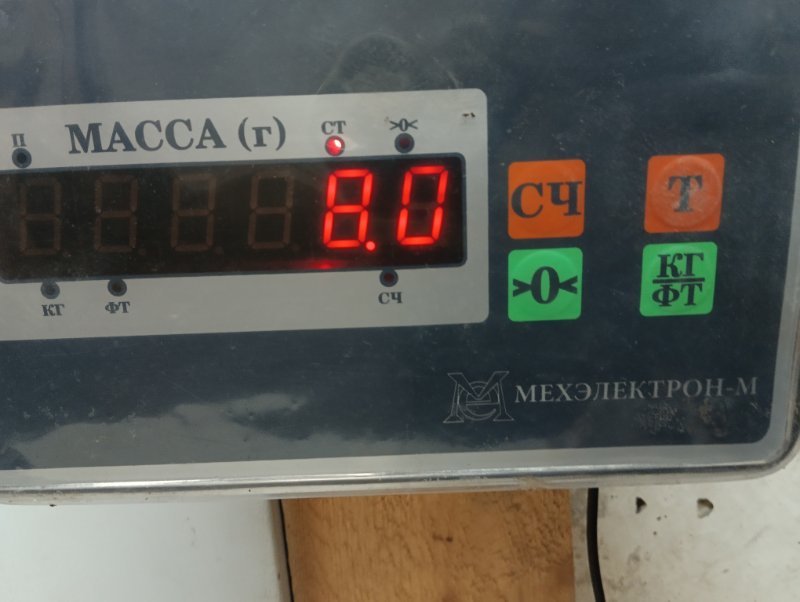 П МАССА (г) СТ >0<
8.0
КГ ФТ СЧ
СЧ Т
>0< КГ/ФТ
МЕХЭЛЕКТРОН-М